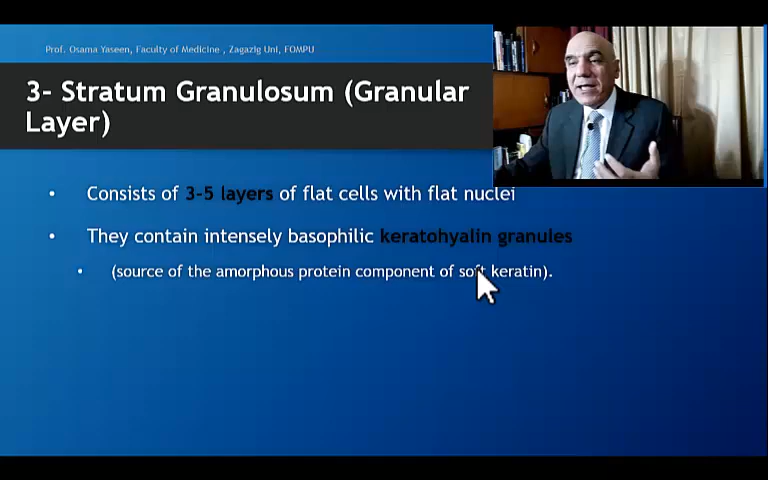 Prof. Osama Yaseen, Faculty of Medicine , Zagazig Uni, FOMPU
3- Stratum Granulosum (Granular
Layer)
• Consists of 3-5 layers of flat cells with flat nuclei
• They contain intensely basophilic keratohyalin granules
• (source of the amorphous protein component of soft keratin).